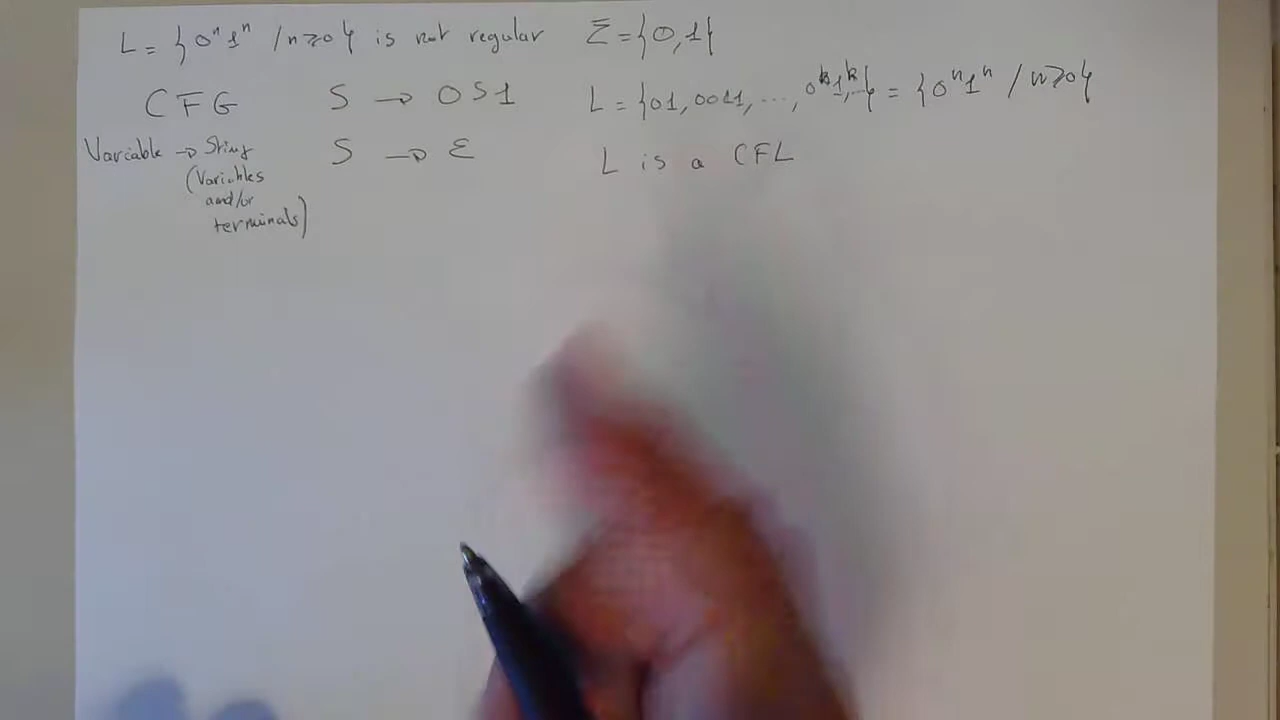 L = {0ⁿ1ⁿ / n≥0} is not regular Σ = {0,1}
CFG S → 0S1 L = {01, 0011, ..., 0ᵏ1ᵏ, ...} = {0ⁿ1ⁿ / n≥0}
Variable → String S → ε L is a CFL
(Variables
and/or
terminals)